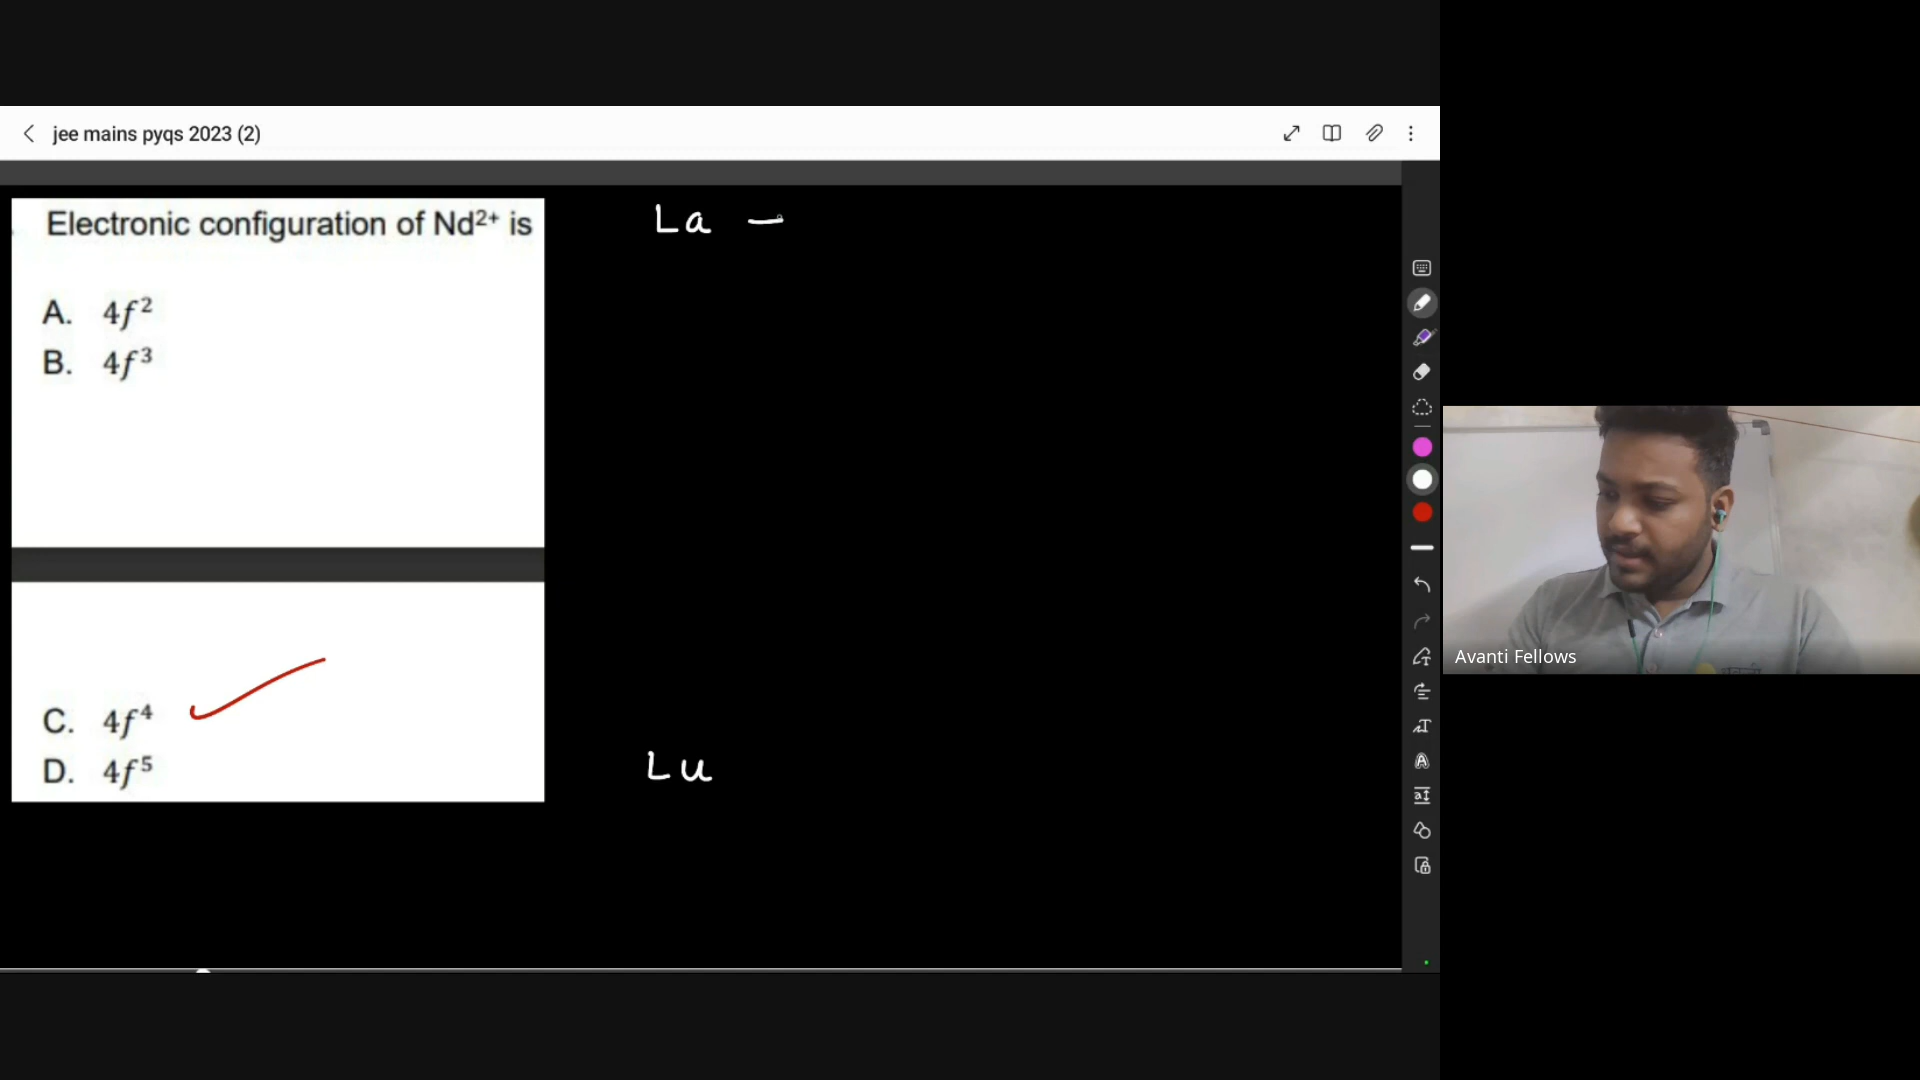 jee mains pyqs 2023 (2)
Electronic configuration of Nd²⁺ is
A. 4f²
B. 4f³
C. 4f⁴
D. 4f⁵
La —
Lu
Avanti Fellows